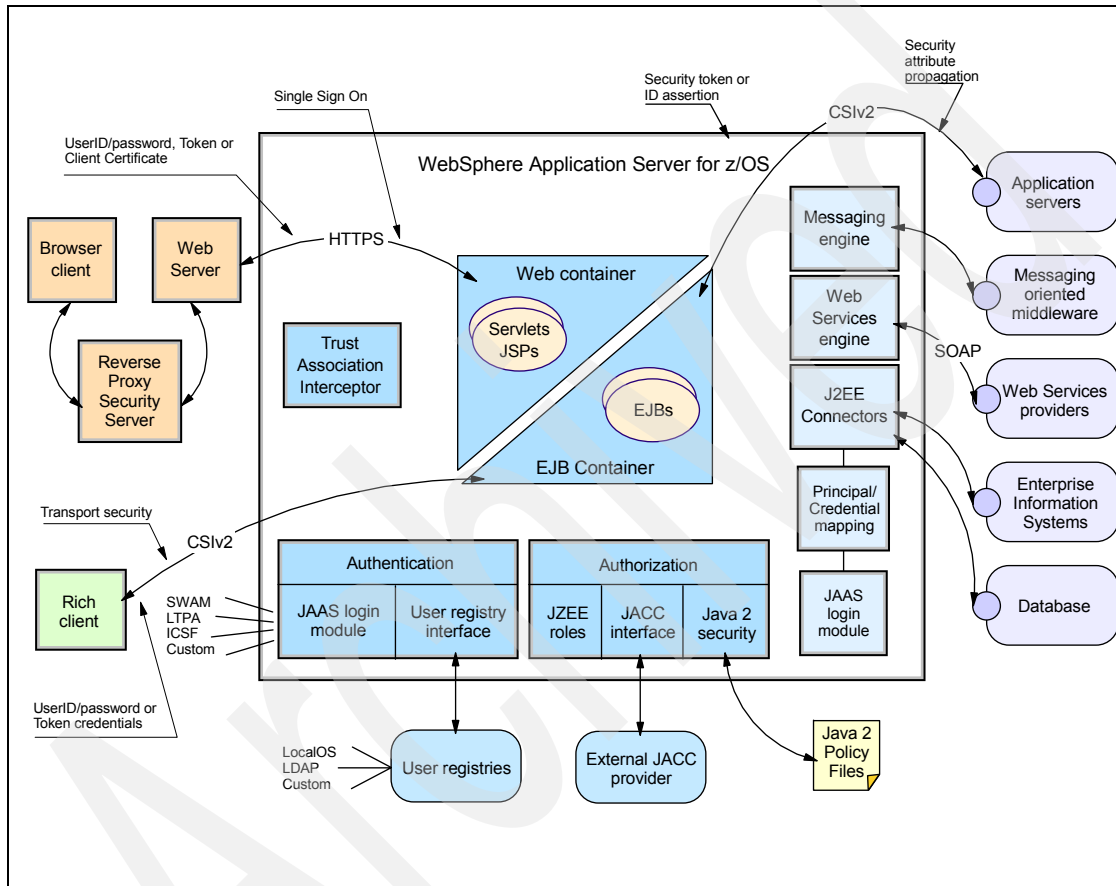 Security
attribute
propagation
Security token or
ID assertion
Single Sign On
CSIv2
UserID/password, Token or
Client Certificate
WebSphere Application Server for z/OS
Application
servers
Messaging
engine
Browser
client
Web
Server
HTTPS
Web container
Messaging
oriented
middleware
Web
Services
engine
Servlets
JSPs
Trust
Association
Interceptor
SOAP
Reverse
Proxy
Security
Server
J2EE
Connectors
Web Services
providers
EJBs
EJB Container
Principal/
Credential
mapping
Enterprise
Information
Systems
Transport security
CSIv2
Authentication
Authorization
Rich
client
SWAM
LTPA
ICSF
Custom
JAAS login
module
User registry
interface
JZEE
roles
JACC
interface
Java 2
security
JAAS
login
module
Database
UserID/password or
Token credentials
LocalOS
LDAP
Custom
User registries
External JACC
provider
Java 2
Policy
Files
Archived